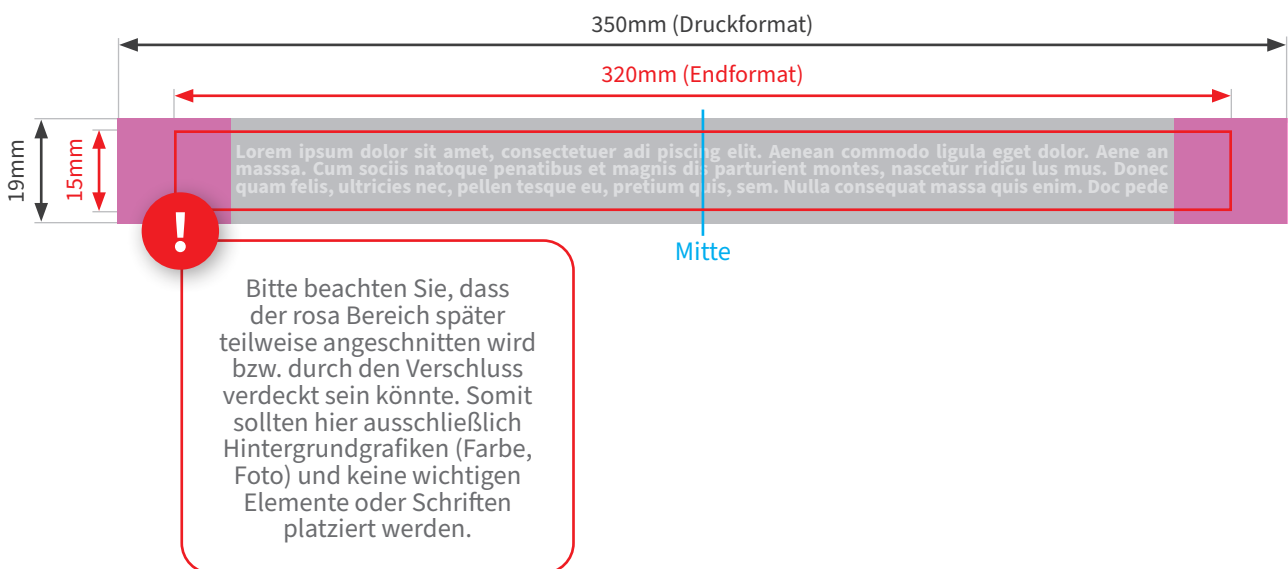 350mm (Druckformat)
320mm (Endformat)
19mm
15mm
Lorem ipsum dolor sit amet, consectetuer adi piscing elit. Aenean commodo ligula eget dolor. Aene an
masssa. Cum sociis natoque penatibus et magnis dis parturient montes, nascetur ridicu lus mus. Donec
quam felis, ultricies nec, pellen tesque eu, pretium quis, sem. Nulla consequat massa quis enim. Doc pede
Mitte
!
Bitte beachten Sie, dass
der rosa Bereich später
teilweise angeschnitten wird
bzw. durch den Verschluss
verdeckt sein könnte. Somit
sollten hier ausschließlich
Hintergrundgrafiken (Farbe,
Foto) und keine wichtigen
Elemente oder Schriften
platziert werden.